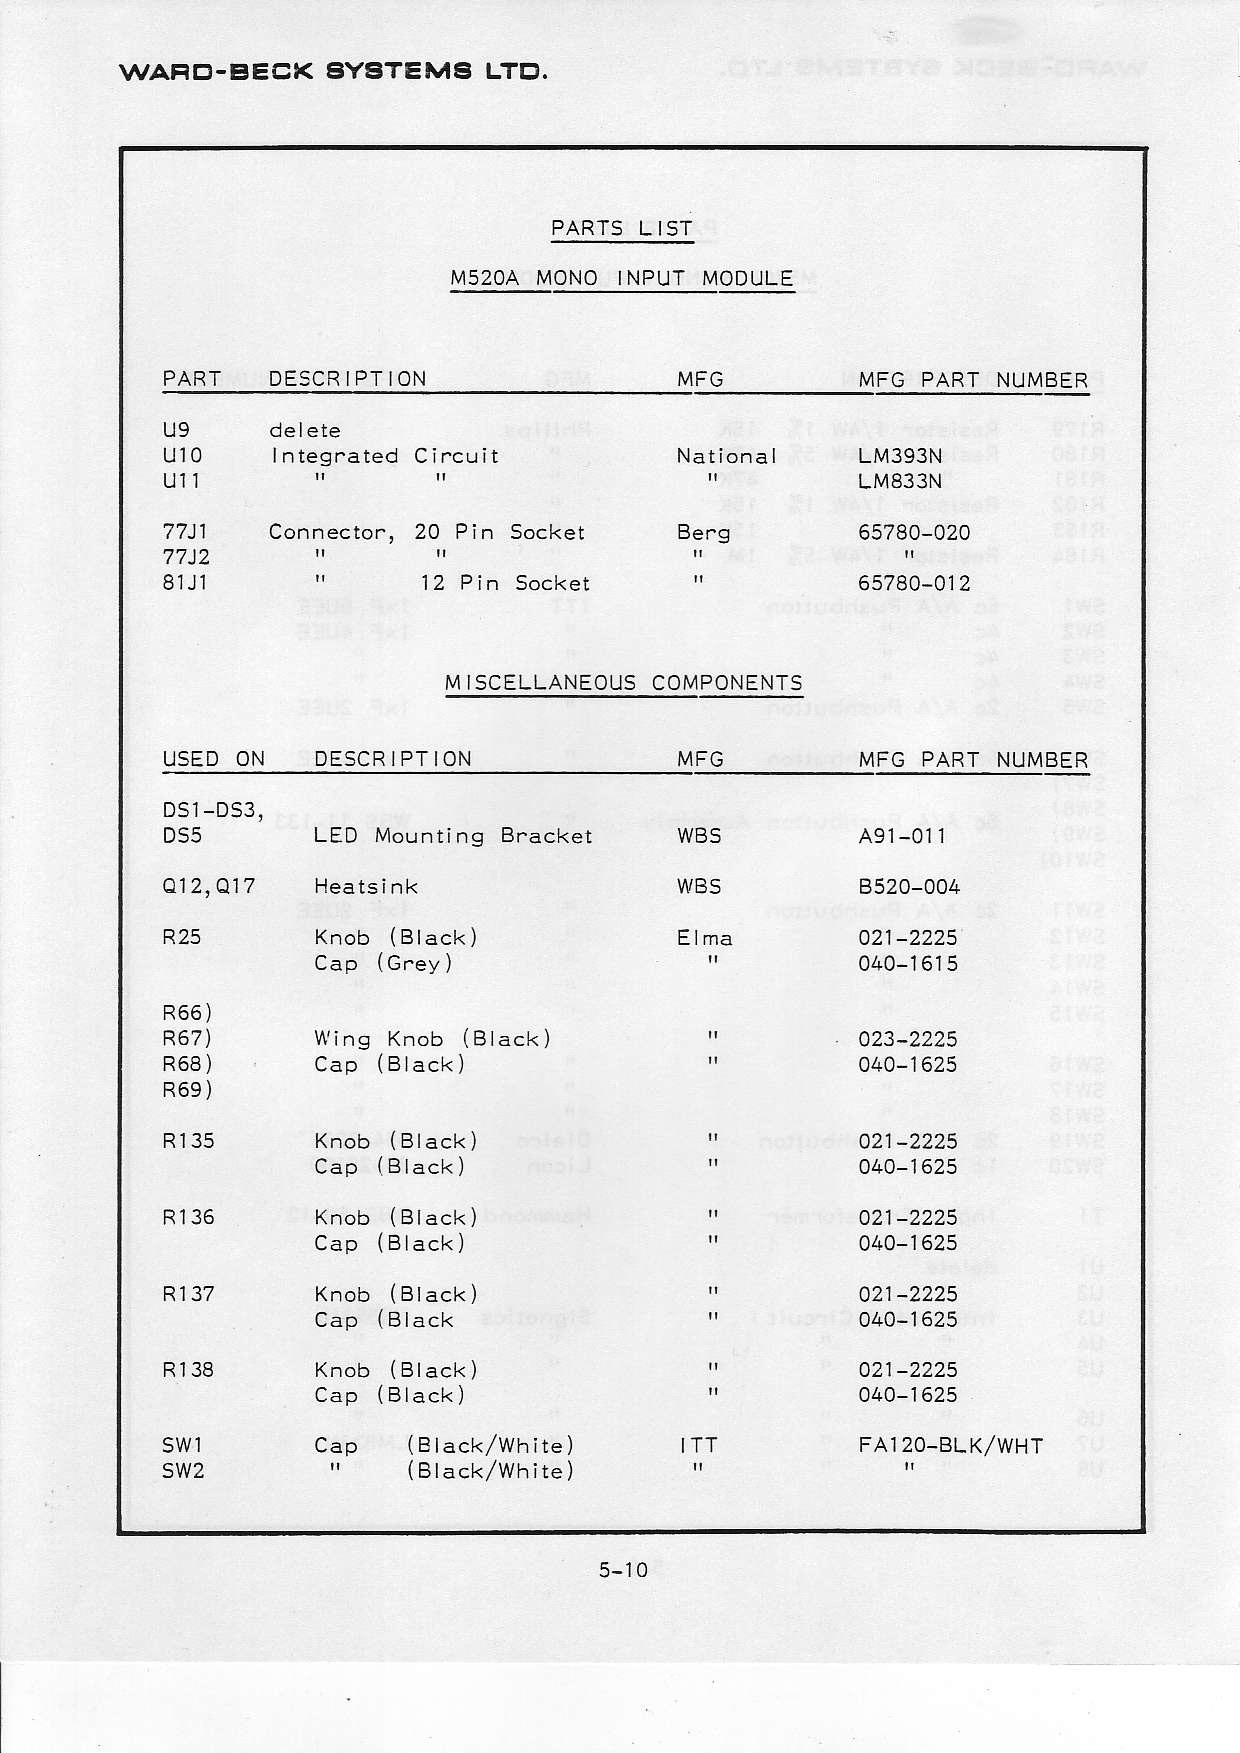 WARD-BECK SYSTEMS LTD.
PARTS LIST
M520A MONO INPUT MODULE
PART DESCRIPTION MFG MFG PART NUMBER
U9 delete
U10 Integrated Circuit National LM393N
U11 " " " LM833N
77J1 Connector, 20 Pin Socket Berg 65780-020
77J2 " " " "
81J1 " 12 Pin Socket " 65780-012
MISCELLANEOUS COMPONENTS
USED ON DESCRIPTION MFG MFG PART NUMBER
DS1-DS3,
DS5 LED Mounting Bracket WBS A91-011
Q12,Q17 Heatsink WBS B520-004
R25 Knob (Black) Elma 021-2225
Cap (Grey) " 040-1615
R66)
R67) Wing Knob (Black) " 023-2225
R68) Cap (Black) " 040-1625
R69)
R135 Knob (Black) " 021-2225
Cap (Black) " 040-1625
R136 Knob (Black) " 021-2225
Cap (Black) " 040-1625
R137 Knob (Black) " 021-2225
Cap (Black " 040-1625
R138 Knob (Black) " 021-2225
Cap (Black) " 040-1625
SW1 Cap (Black/White) ITT FA120-BLK/WHT
SW2 " (Black/White) " "
5-10